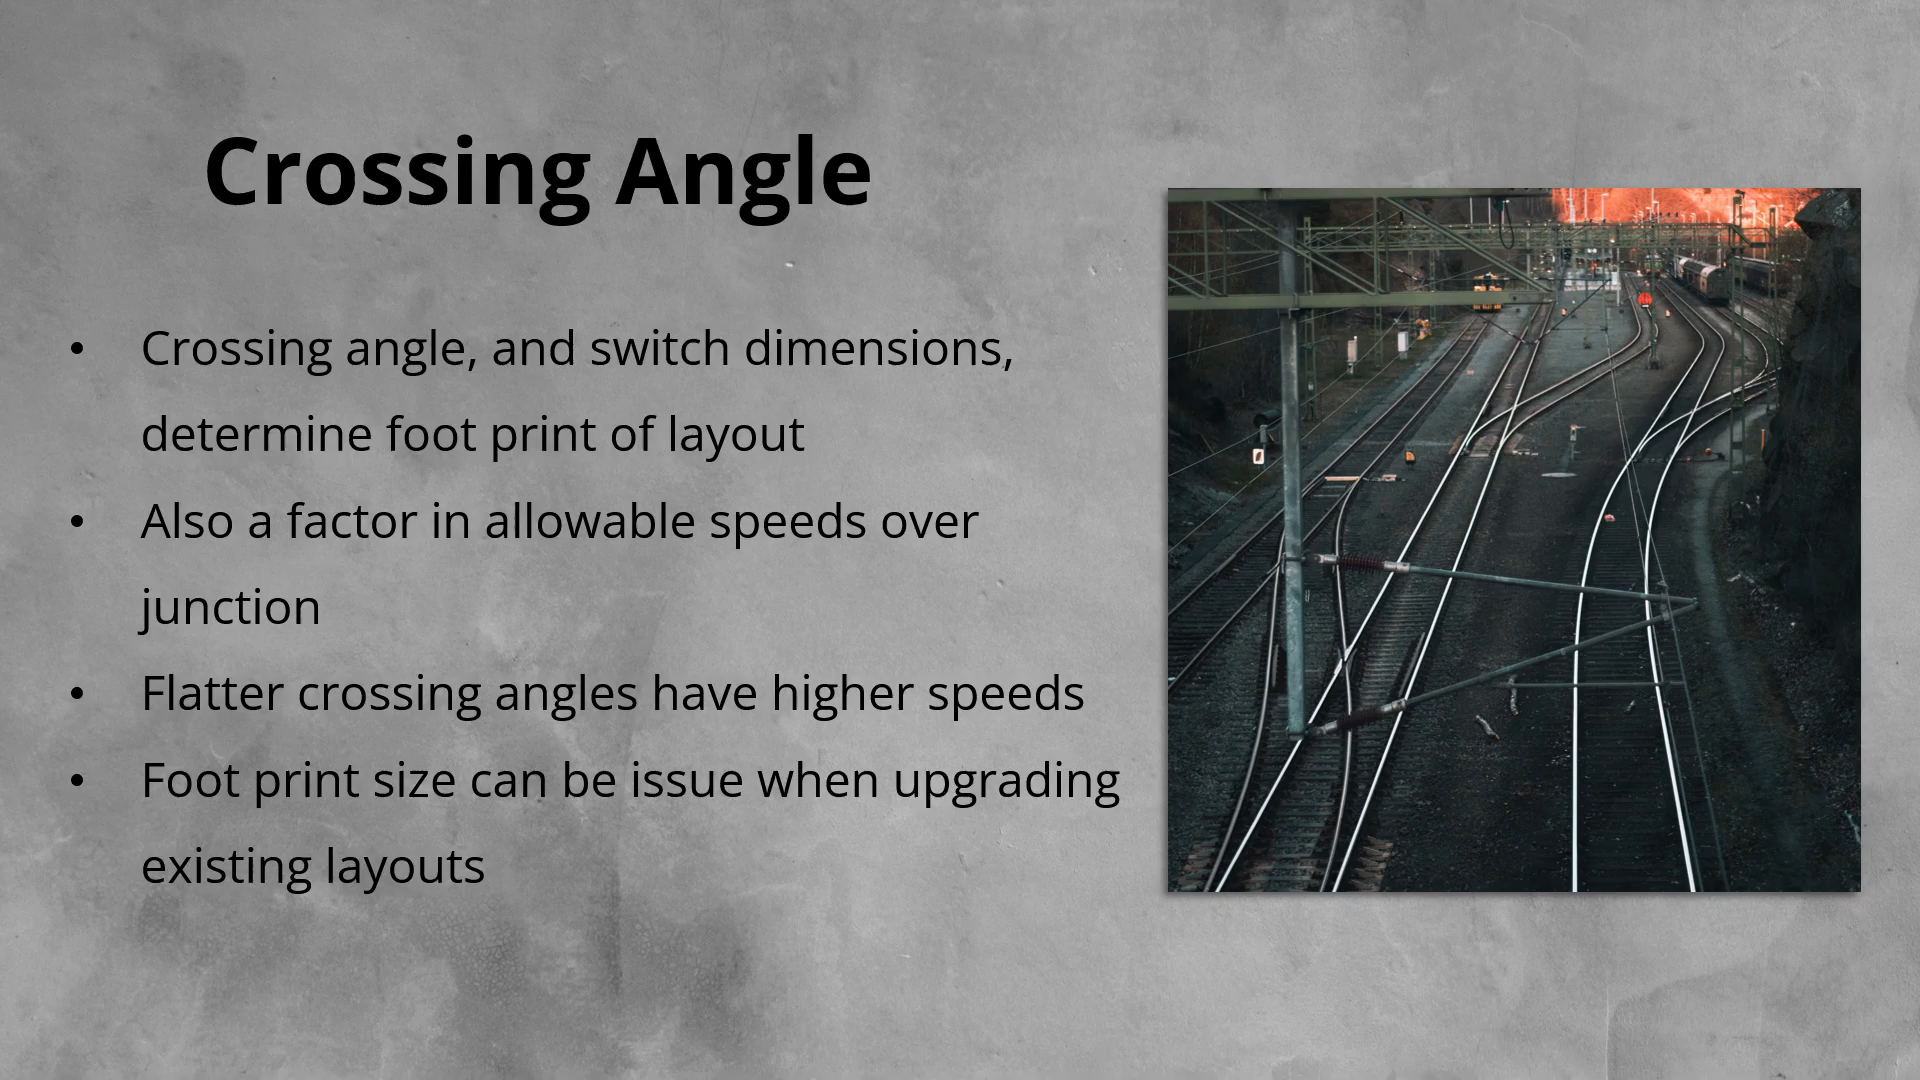 Crossing Angle
• Crossing angle, and switch dimensions,
determine foot print of layout
• Also a factor in allowable speeds over
junction
• Flatter crossing angles have higher speeds
• Foot print size can be issue when upgrading
existing layouts